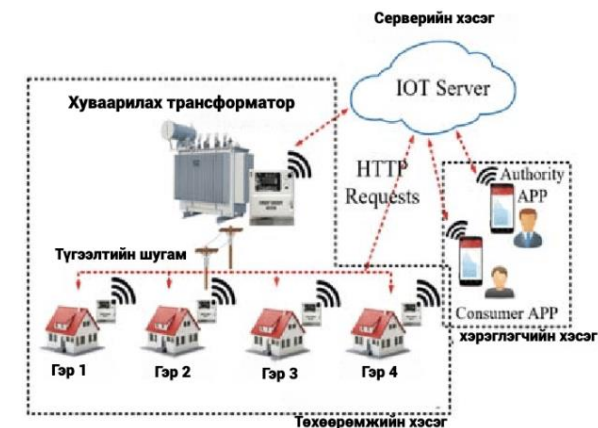 Серверийн хэсэг
IOT Server
Хуваарилах трансформатор
HTTP
Requests
Authority
APP
Түгээлтийн шугам
Consumer APP
хэрэглэгчийн хэсэг
Гэр 1
Гэр 2
Гэр 3
Гэр 4
Төхөөрөмжийн хэсэг